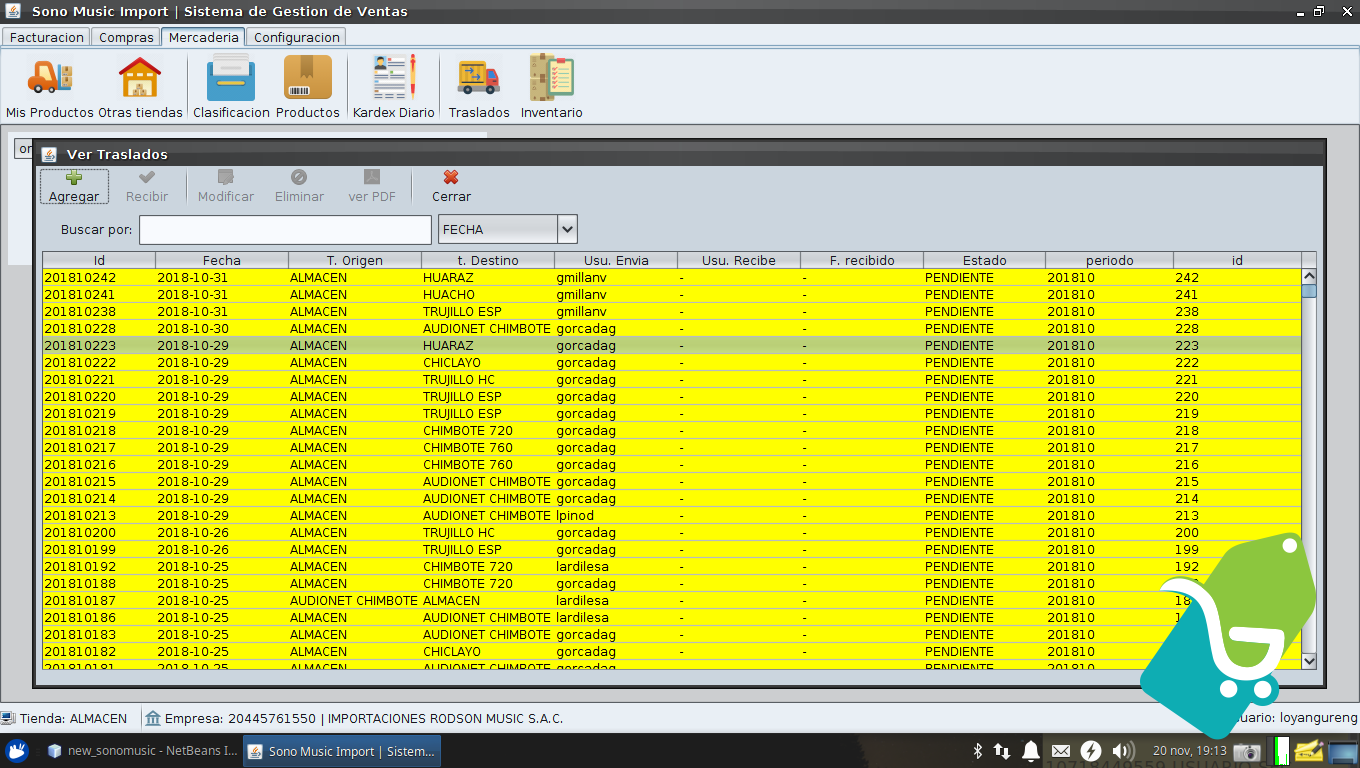 Sono Music Import | Sistema de Gestion de Ventas
Facturacion Compras Mercaderia Configuracion
Mis Productos Otras tiendas Clasificacion Productos Kardex Diario Traslados Inventario
or
Ver Traslados
Agregar Recibir Modificar Eliminar ver PDF Cerrar
Buscar por: FECHA
Id Fecha T. Origen t. Destino Usu. Envia Usu. Recibe F. recibido Estado periodo id
201810242 2018-10-31 ALMACEN HUARAZ gmillanv - - PENDIENTE 201810 242
201810241 2018-10-31 ALMACEN HUACHO gmillanv - - PENDIENTE 201810 241
201810238 2018-10-31 ALMACEN TRUJILLO ESP gmillanv - - PENDIENTE 201810 238
201810228 2018-10-30 ALMACEN AUDIONET CHIMBOTE gorcadag - - PENDIENTE 201810 228
201810223 2018-10-29 ALMACEN HUARAZ gorcadag - - PENDIENTE 201810 223
201810222 2018-10-29 ALMACEN CHICLAYO gorcadag - - PENDIENTE 201810 222
201810221 2018-10-29 ALMACEN TRUJILLO HC gorcadag - - PENDIENTE 201810 221
201810220 2018-10-29 ALMACEN TRUJILLO ESP gorcadag - - PENDIENTE 201810 220
201810219 2018-10-29 ALMACEN TRUJILLO ESP gorcadag - - PENDIENTE 201810 219
201810218 2018-10-29 ALMACEN CHIMBOTE 720 gorcadag - - PENDIENTE 201810 218
201810217 2018-10-29 ALMACEN CHIMBOTE 760 gorcadag - - PENDIENTE 201810 217
201810216 2018-10-29 ALMACEN CHIMBOTE 760 gorcadag - - PENDIENTE 201810 216
201810215 2018-10-29 ALMACEN AUDIONET CHIMBOTE gorcadag - - PENDIENTE 201810 215
201810214 2018-10-29 ALMACEN AUDIONET CHIMBOTE gorcadag - - PENDIENTE 201810 214
201810213 2018-10-29 ALMACEN AUDIONET CHIMBOTE lpinod - - PENDIENTE 201810 213
201810200 2018-10-26 ALMACEN TRUJILLO HC gorcadag - - PENDIENTE 201810 200
201810199 2018-10-26 ALMACEN TRUJILLO ESP gorcadag - - PENDIENTE 201810 199
201810192 2018-10-25 ALMACEN CHIMBOTE 720 lardilesa - - PENDIENTE 201810 192
201810188 2018-10-25 ALMACEN CHIMBOTE 720 gorcadag - - PENDIENTE 201810
201810187 2018-10-25 AUDIONET CHIMBOTE ALMACEN lardilesa - - PENDIENTE 201810 18
201810186 2018-10-25 ALMACEN AUDIONET CHIMBOTE lardilesa - - PENDIENTE 201810
201810183 2018-10-25 ALMACEN AUDIONET CHIMBOTE gorcadag - - PENDIENTE 201810
201810182 2018-10-25 ALMACEN CHICLAYO gorcadag - - PENDIENTE 201810
201810181 2018-10-25 ALMACEN AUDIONET CHIMBOTE gorcadag PENDIENTE 201810
Tienda: ALMACEN Empresa: 20445761550 | IMPORTACIONES RODSON MUSIC S.A.C. uario: loyangureng
new_sonomusic - NetBeans I... Sono Music Import | Sistem... 20 nov, 19:13